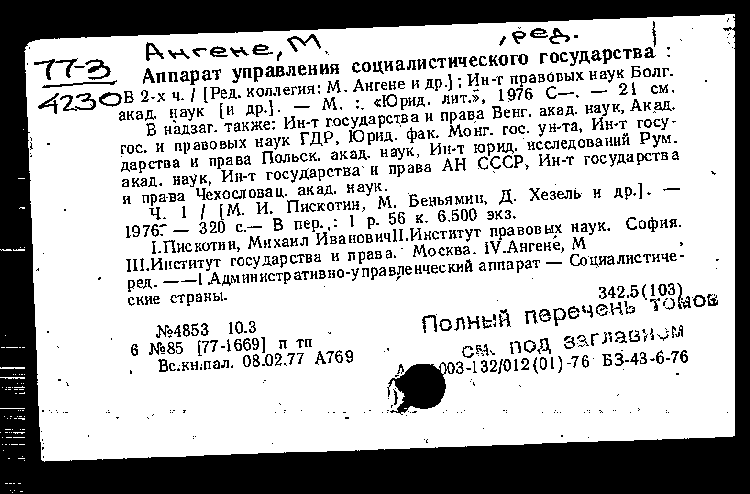 Ангене, М. , ред.
77-3
4230
Аппарат управления социалистического государства :
В 2-х ч. / [Ред. коллегия: М. Ангене и др.] ; Ин-т правовых наук Болг.
акад. наук [и др.]. — М. : «Юрид. лит.», 1976 С—. — 21 см.
В надзаг. также: Ин-т государства и права Венг. акад. наук, Акад.
гос. и правовых наук ГДР, Юрид. фак. Монг. гос. ун-та, Ин-т госу-
дарства и права Польск. акад. наук, Ин-т юрид. исследований Рум.
акад. наук, Ин-т государства и права АН СССР, Ин-т государства
и права Чехословац. акад. наук.
Ч. 1 / [М. И. Пискотин, М. Беньямин, Д. Хезель и др.]. —
1976. — 320 с.— В пер. : 1 р. 56 к. 6.500 экз.
I.Пискотин, Михаил ИвановичII.Институт правовых наук. София.
III.Институт государства и права. Москва. IV.Ангене, М
ред. ——I.Административно-управленческий аппарат — Социалистиче-
ские страны.
342.5(103)
№4853 10.3
Полный перечень томов
6 №85 [77-1669] п тп
см. под заглавием
Вс.кн.пал. 08.02.77 А769
003-132/012(01)-76 БЗ-43-6-76